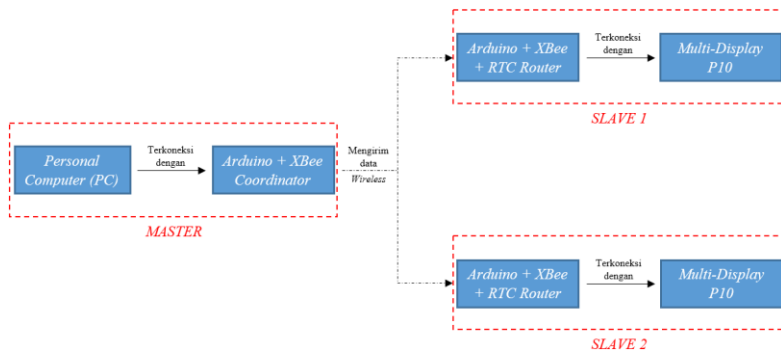 Personal
Computer (PC)
Terkoneksi
dengan
Arduino + XBee
Coordinator
MASTER
Mengirim
data
Wireless
Arduino + XBee
+ RTC Router
Terkoneksi
dengan
Multi-Display
P10
SLAVE 1
Arduino + XBee
+ RTC Router
Terkoneksi
dengan
Multi-Display
P10
SLAVE 2